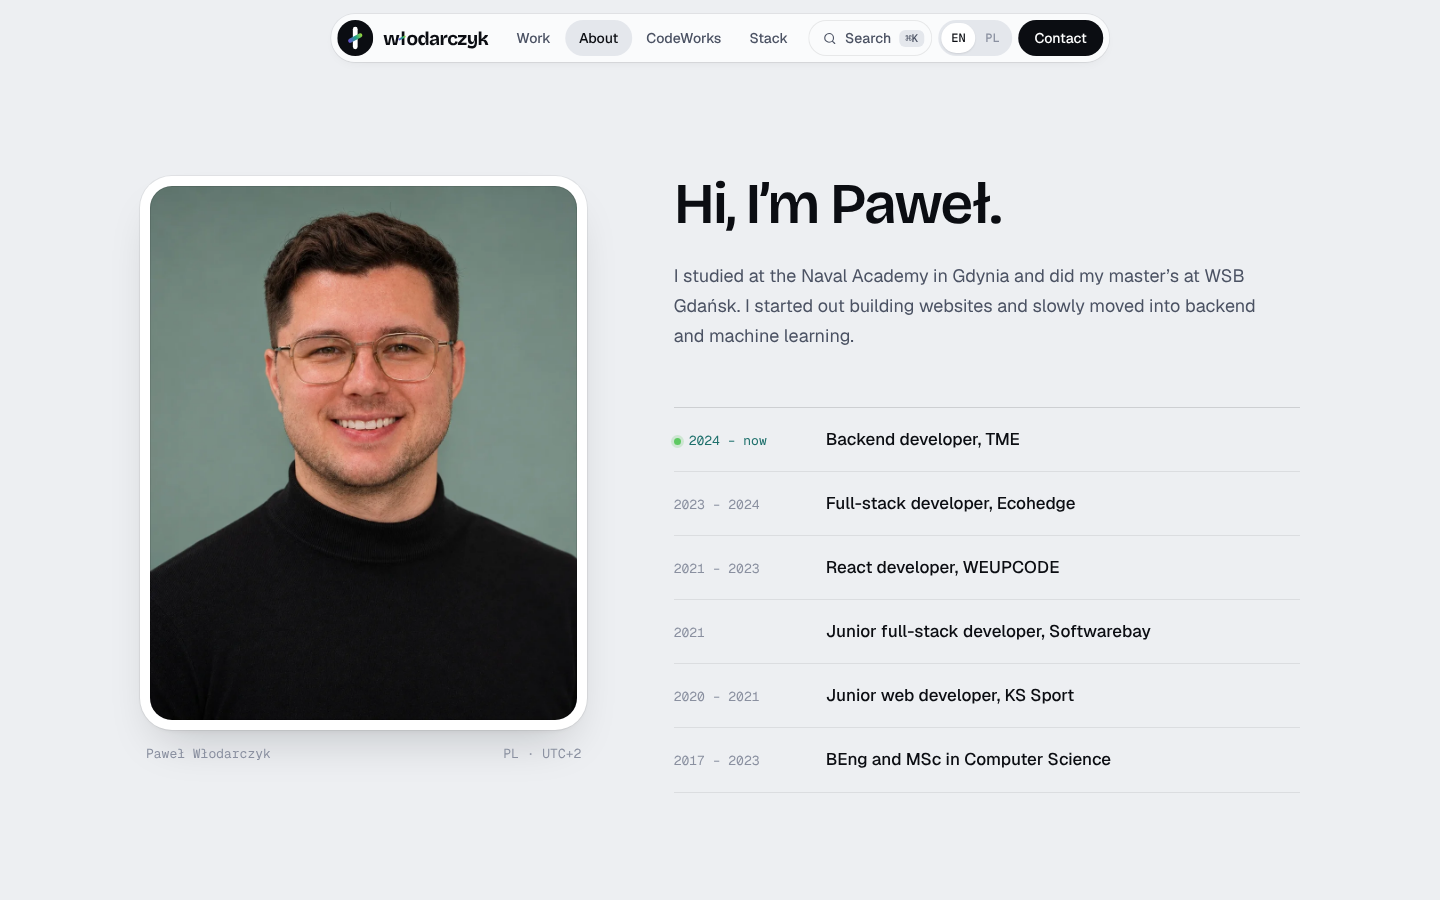 włodarczyk Work About CodeWorks Stack Search ⌘K EN PL Contact
Hi, I’m Paweł.
I studied at the Naval Academy in Gdynia and did my master’s at WSB
Gdańsk. I started out building websites and slowly moved into backend
and machine learning.
2024 – now Backend developer, TME
2023 – 2024 Full-stack developer, Ecohedge
2021 – 2023 React developer, WEUPCODE
2021 Junior full-stack developer, Softwarebay
2020 – 2021 Junior web developer, KS Sport
2017 – 2023 BEng and MSc in Computer Science
Paweł Włodarczyk PL · UTC+2